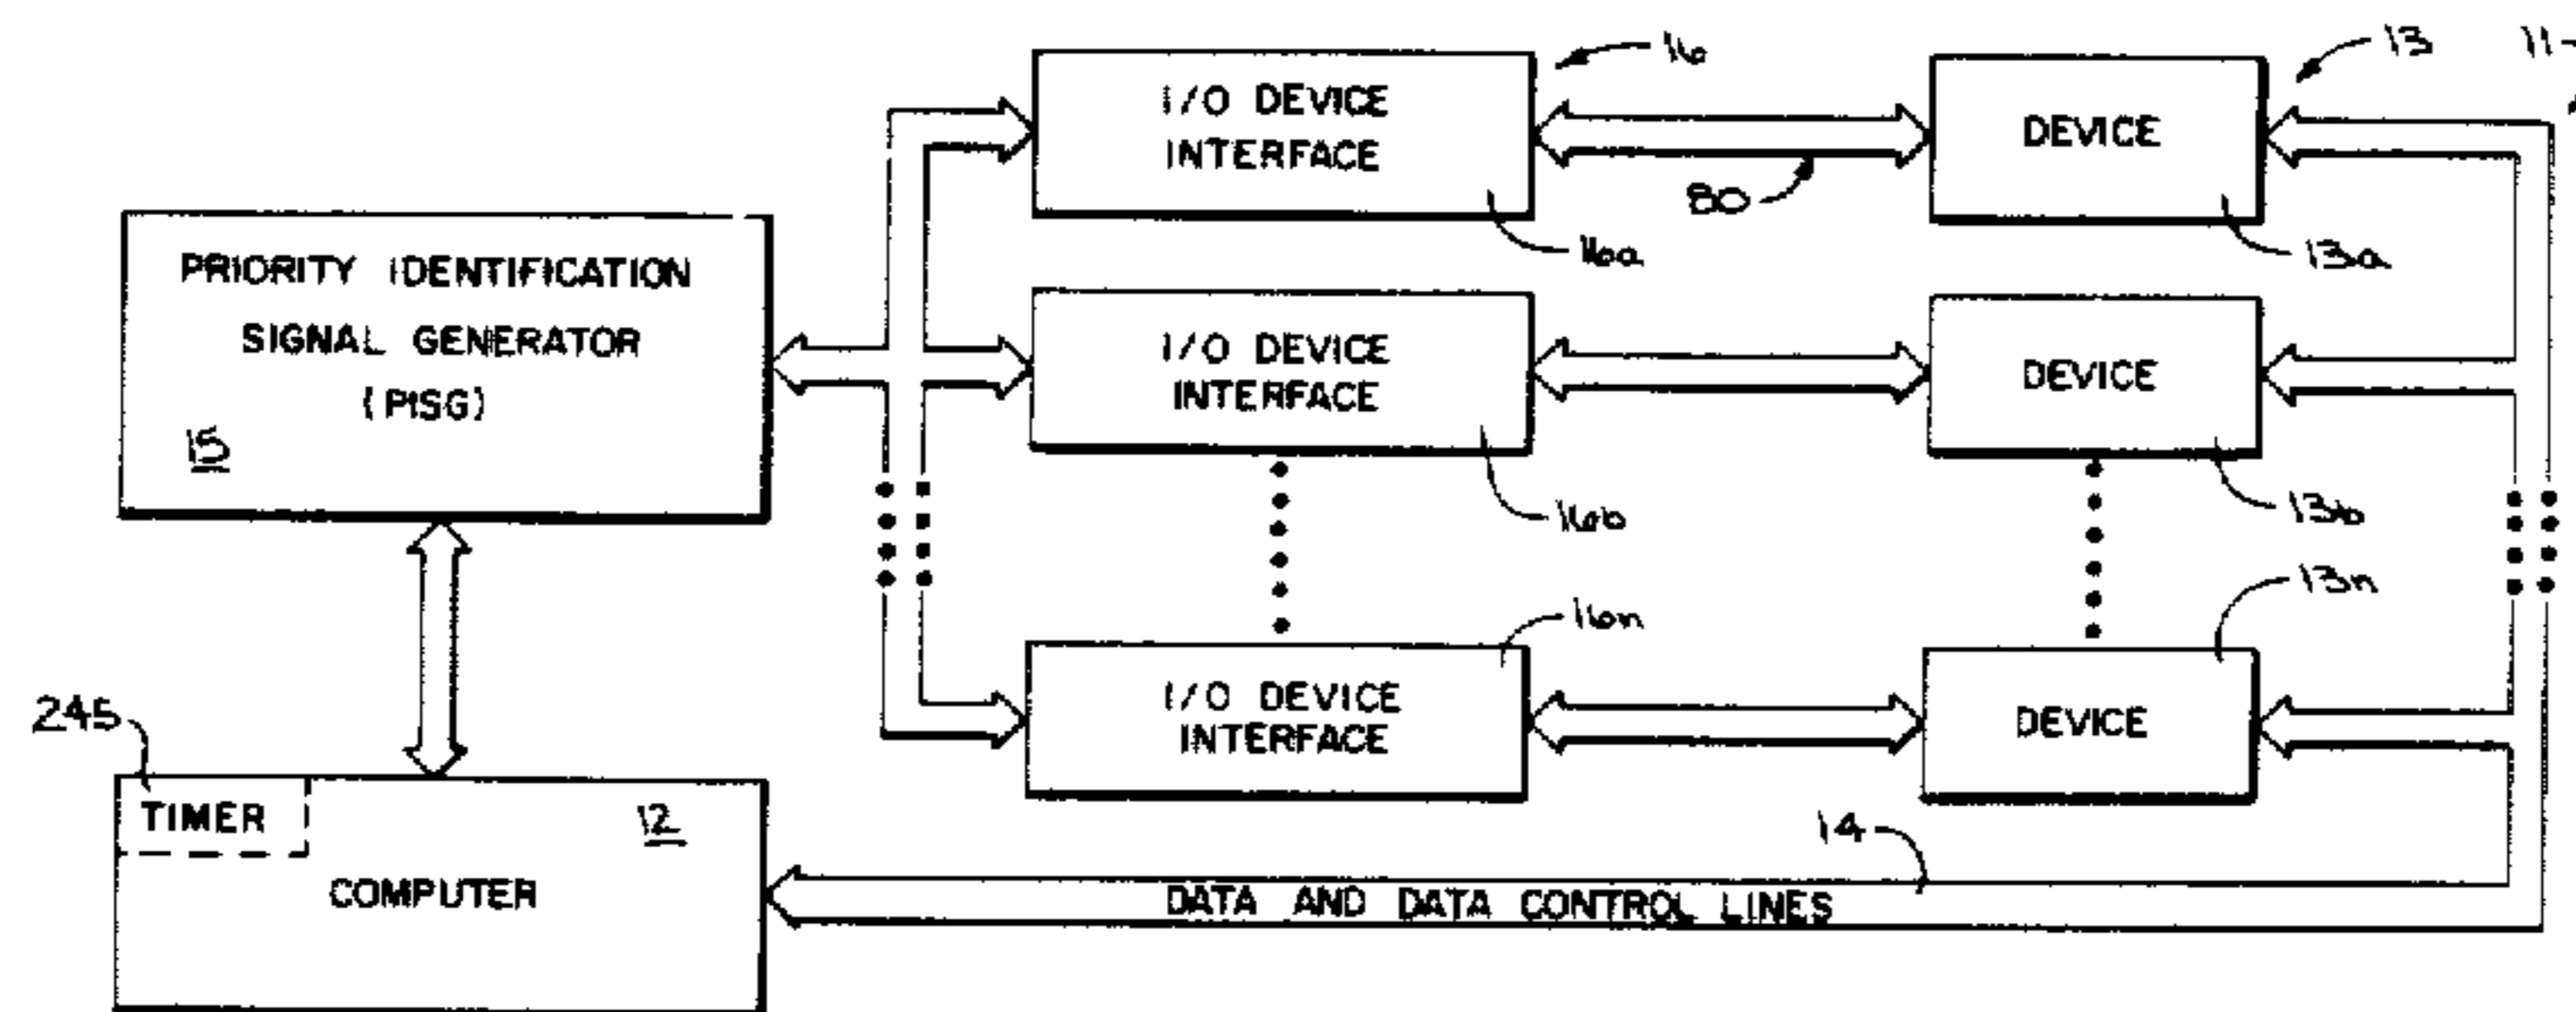 16
13
11
I/O DEVICE
INTERFACE
DEVICE
80
16a
13a
PRIORITY IDENTIFICATION
SIGNAL GENERATOR
(PISG)
15
I/O DEVICE
INTERFACE
DEVICE
16b
13b
16n
13n
I/O DEVICE
INTERFACE
DEVICE
245
TIMER
12
COMPUTER
14
DATA AND DATA CONTROL LINES